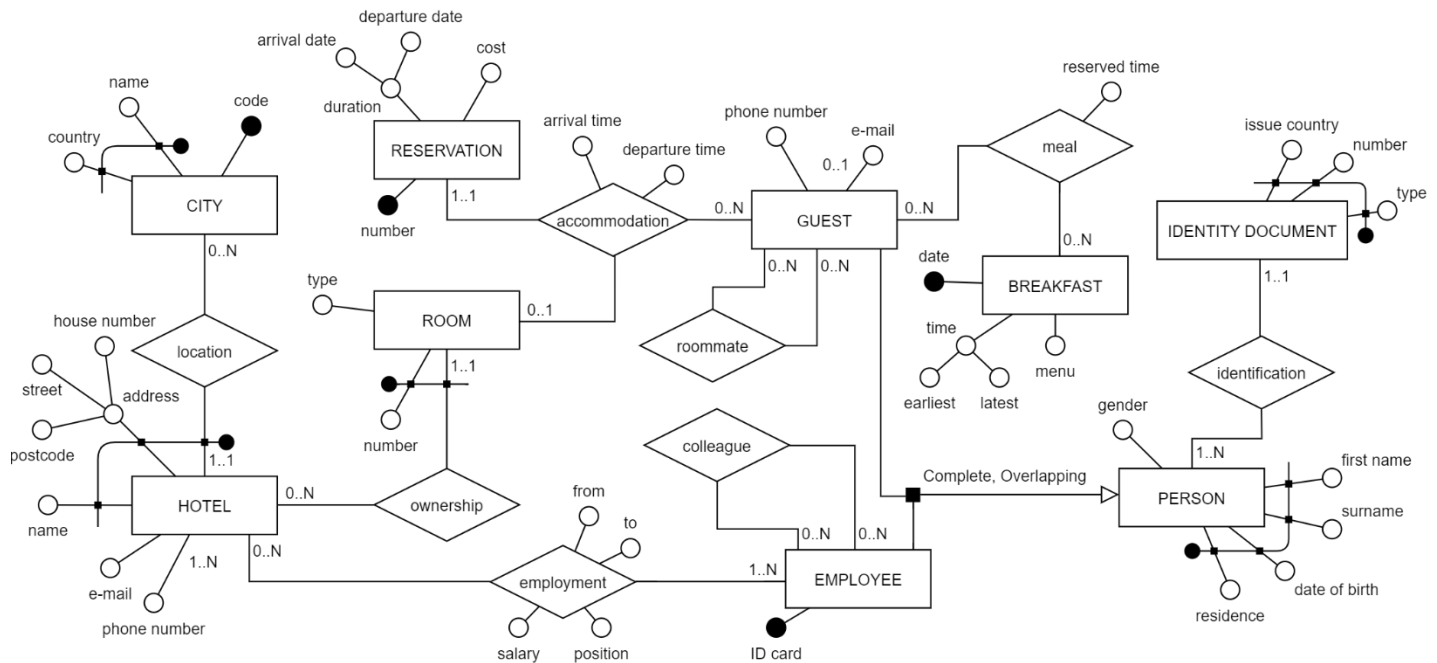 departure date
arrival date
cost
name
code
duration
country
RESERVATION
CITY
1..1
number
arrival time
departure time
accommodation
0..N
phone number
e-mail
0..1
GUEST
0..N
0..N
0..N
roommate
reserved time
meal
0..N
date
BREAKFAST
time
earliest
latest
menu
issue country
number
type
IDENTITY DOCUMENT
1..1
identification
1..N
gender
first name
surname
PERSON
date of birth
residence
Complete, Overlapping
0..N
location
1..1
house number
street
address
postcode
name
HOTEL
e-mail
1..N
phone number
0..N
0..N
type
ROOM
0..1
1..1
number
ownership
from
to
employment
salary
position
1..N
colleague
0..N
0..N
EMPLOYEE
ID card